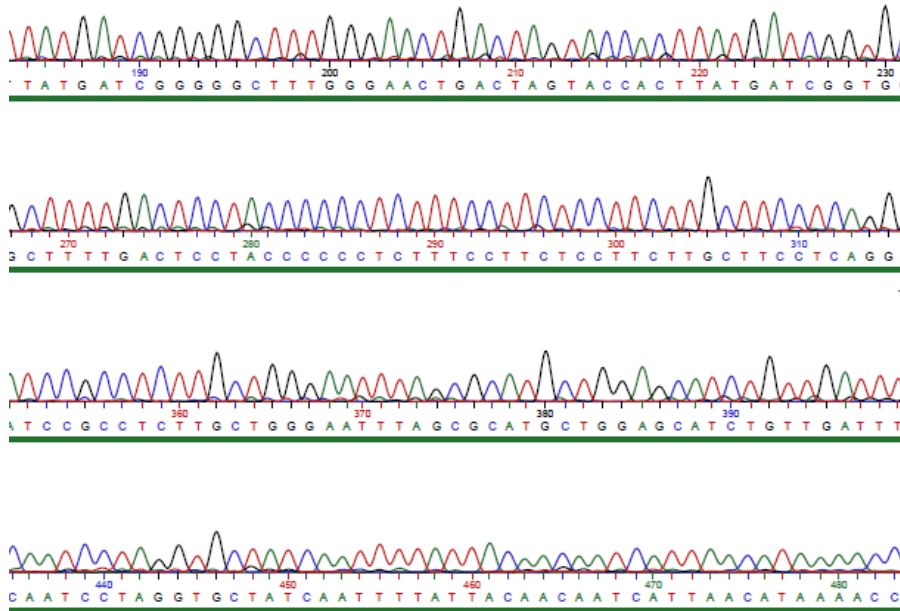 190 200 210 220 230
T A T G A T C G G G G G C T T T G G G A A C T G A C T A G T A C C A C T T A T G A T C G G T G
270 280 290 300 310
G C T T T T G A C T C C T A C C C C C C T C T T T C C T T C T C C T T C T T G C T T C C T C A G G
360 370 380 390
A T C C G C C T C T T G C T G G G A A T T T A G C G C A T G C T G G A G C A T C T G T T G A T T T
440 450 460 470 480
C A A T C C T A G G T G C T A T C A A T T T T A T T A C A A C A A T C A T T A A C A T A A A A C C